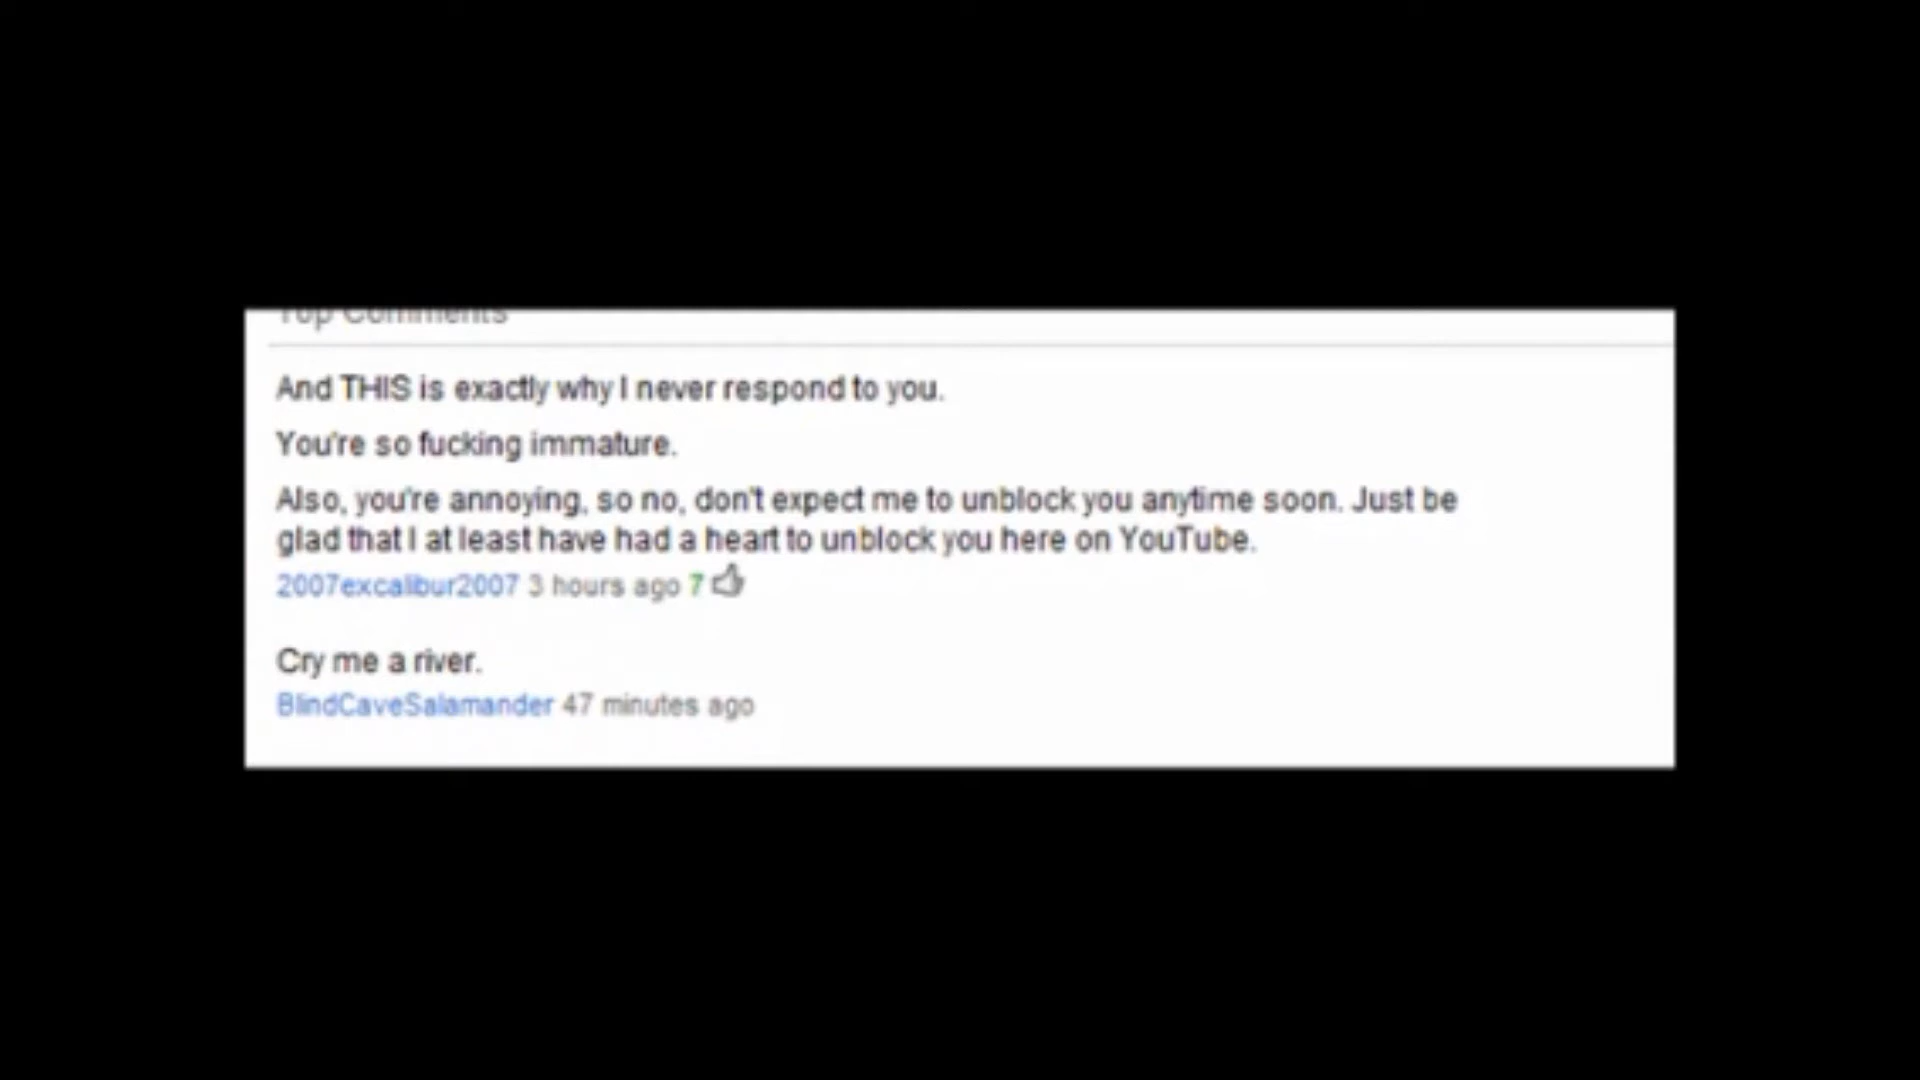 Top Comments
And THIS is exactly why I never respond to you.
You're so fucking immature.
Also, you're annoying, so no, don't expect me to unblock you anytime soon. Just be
glad that I at least have had a heart to unblock you here on YouTube.
2007excalibur2007 3 hours ago 7
Cry me a river.
BlindCaveSalamander 47 minutes ago